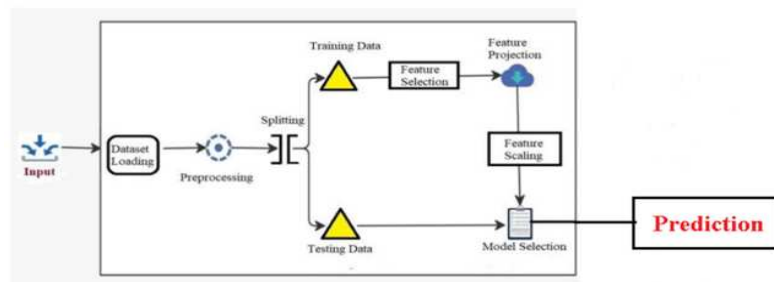 Input
Dataset
Loading
Preprocessing
Splitting
Training Data
Feature
Selection
Feature
Projection
Feature
Scaling
Testing Data
Model Selection
Prediction